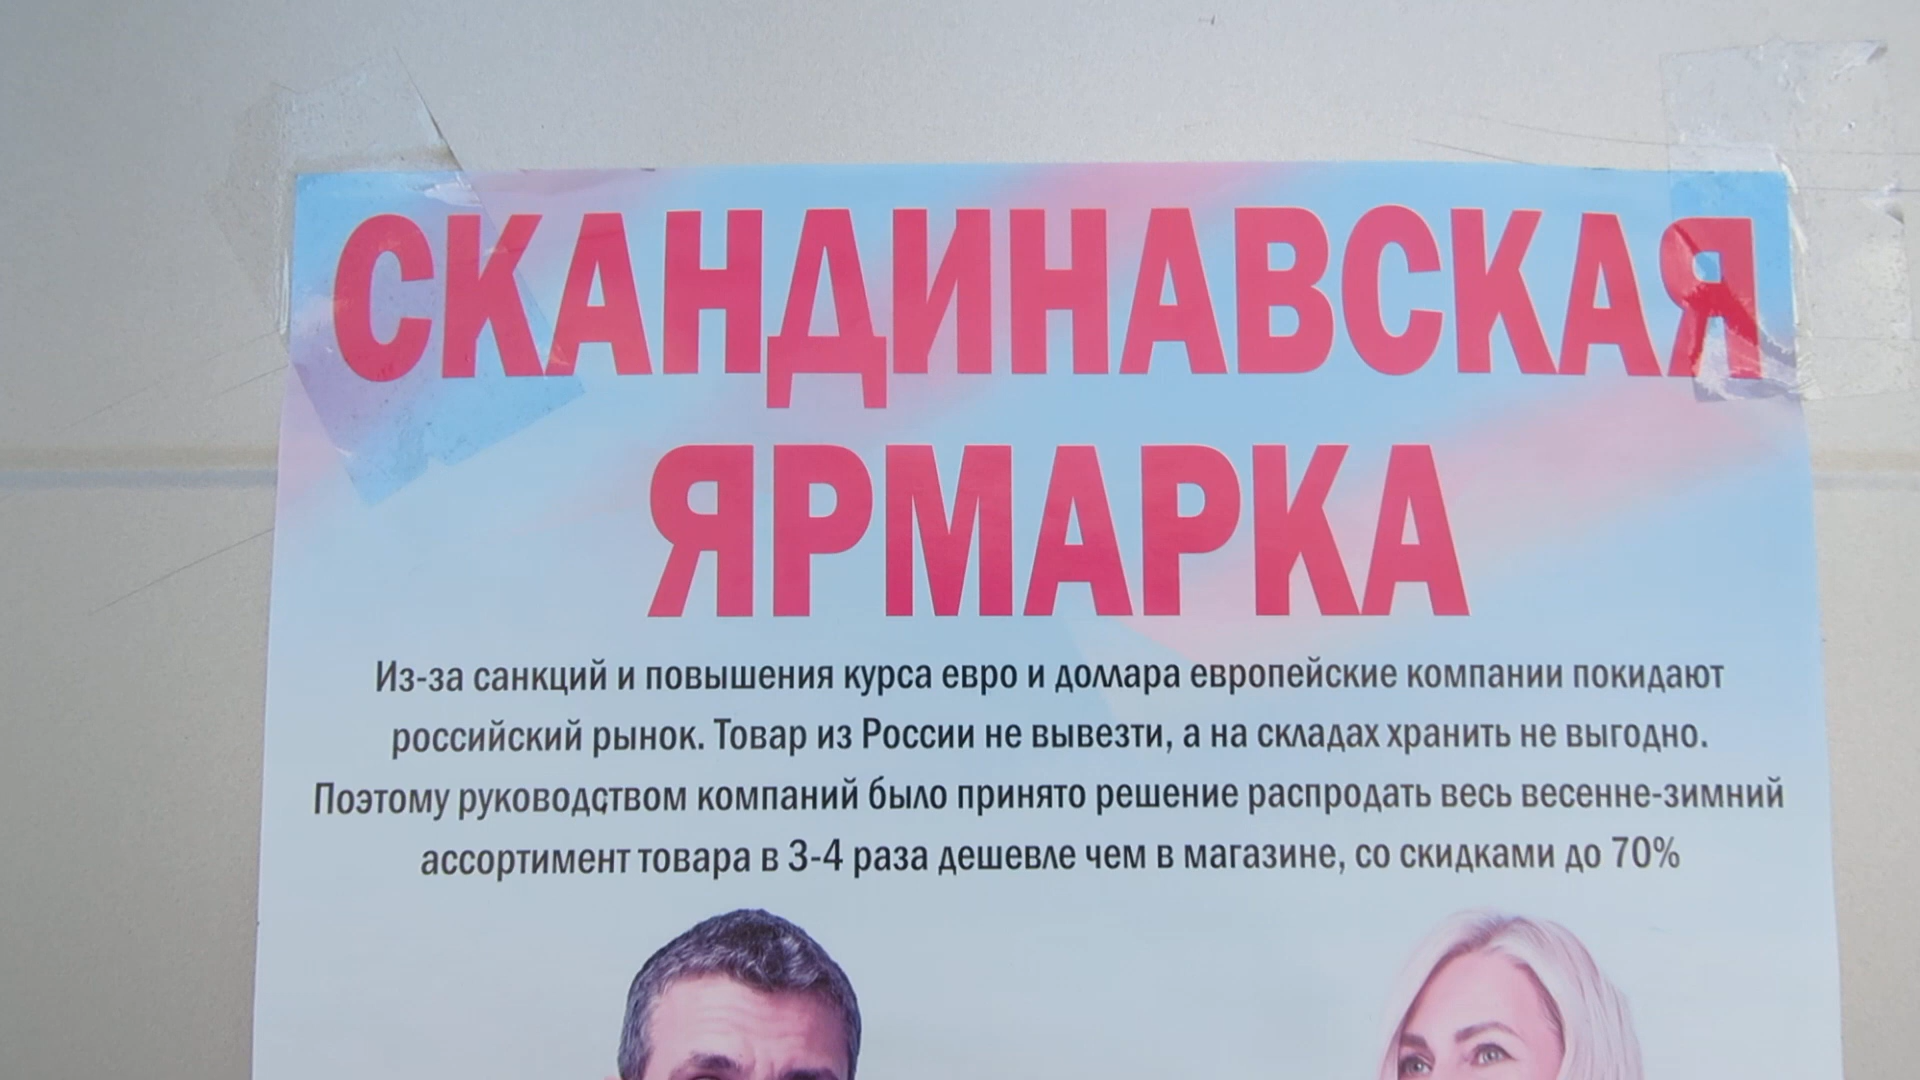 СКАНДИНАВСКАЯ
ЯРМАРКА
Из-за санкций и повышения курса евро и доллара европейские компании покидают
российский рынок. Товар из России не вывезти, а на складах хранить не выгодно.
Поэтому руководством компаний было принято решение распродать весь весенне-зимний
ассортимент товара в 3-4 раза дешевле чем в магазине, со скидками до 70%